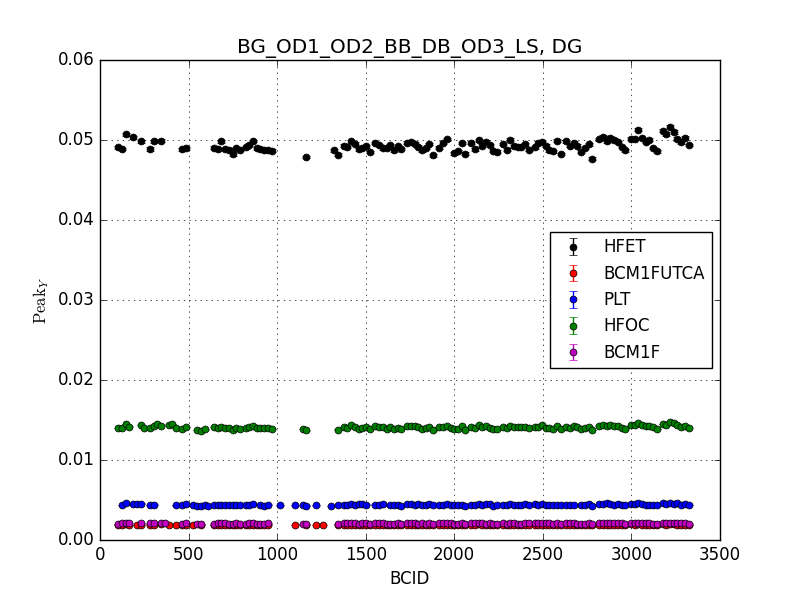 BG_OD1_OD2_BB_DB_OD3_LS, DG
0.06
0.05
0.04
0.03
0.02
0.01
0.00
Peak_Y
HFET
BCM1FUTCA
PLT
HFOC
BCM1F
0 500 1000 1500 2000 2500 3000 3500
BCID